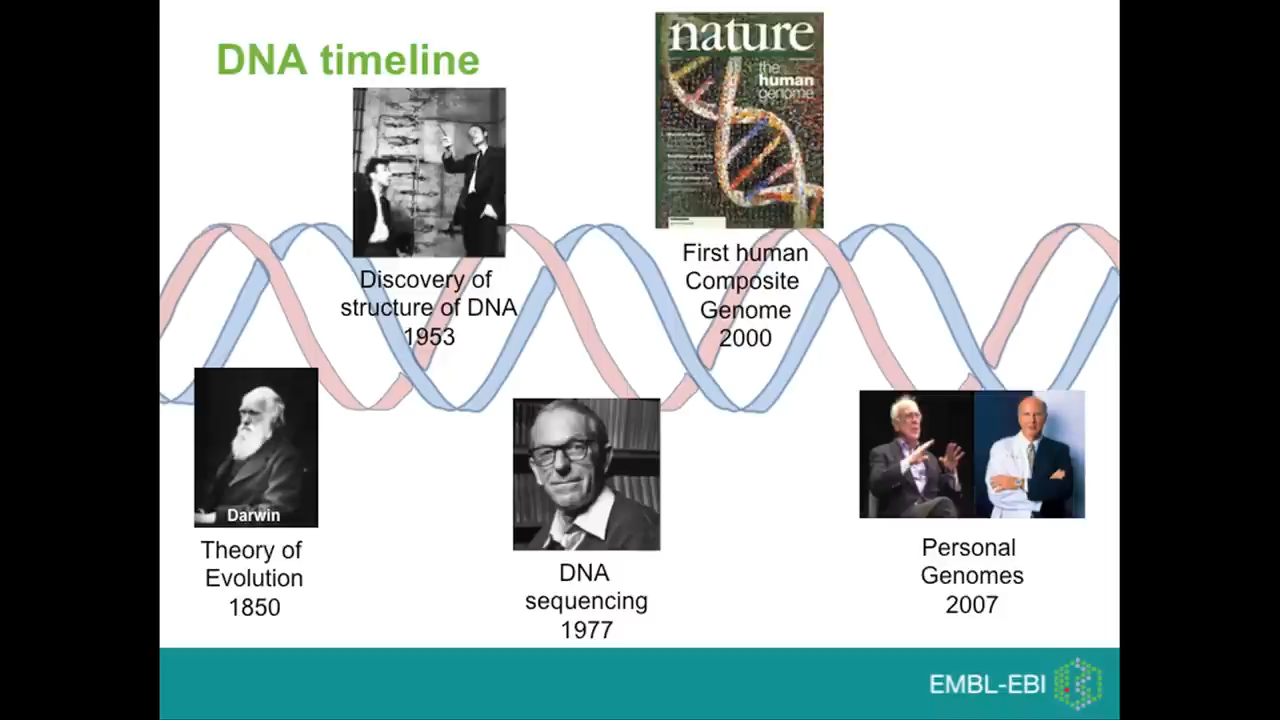 DNA timeline
nature
the
human
genome
Discovery of
structure of DNA
1953
First human
Composite
Genome
2000
Darwin
Theory of
Evolution
1850
DNA
sequencing
1977
Personal
Genomes
2007
EMBL-EBI